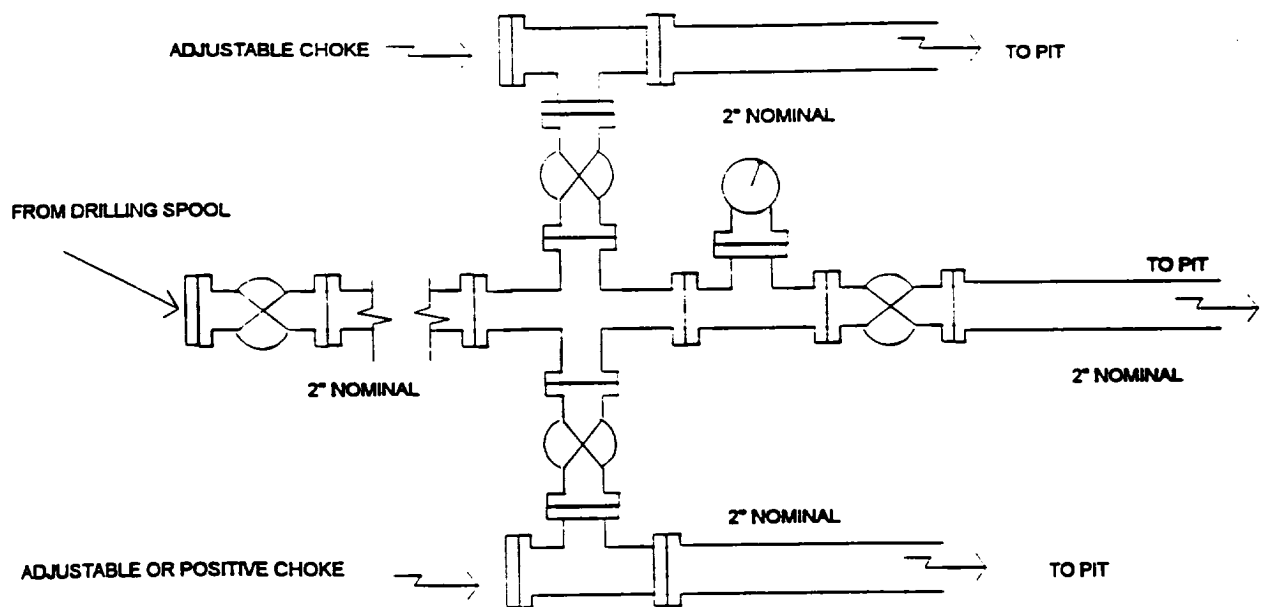 ADJUSTABLE CHOKE
TO PIT
2" NOMINAL
FROM DRILLING SPOOL
TO PIT
2" NOMINAL
2" NOMINAL
2" NOMINAL
ADJUSTABLE OR POSITIVE CHOKE
TO PIT